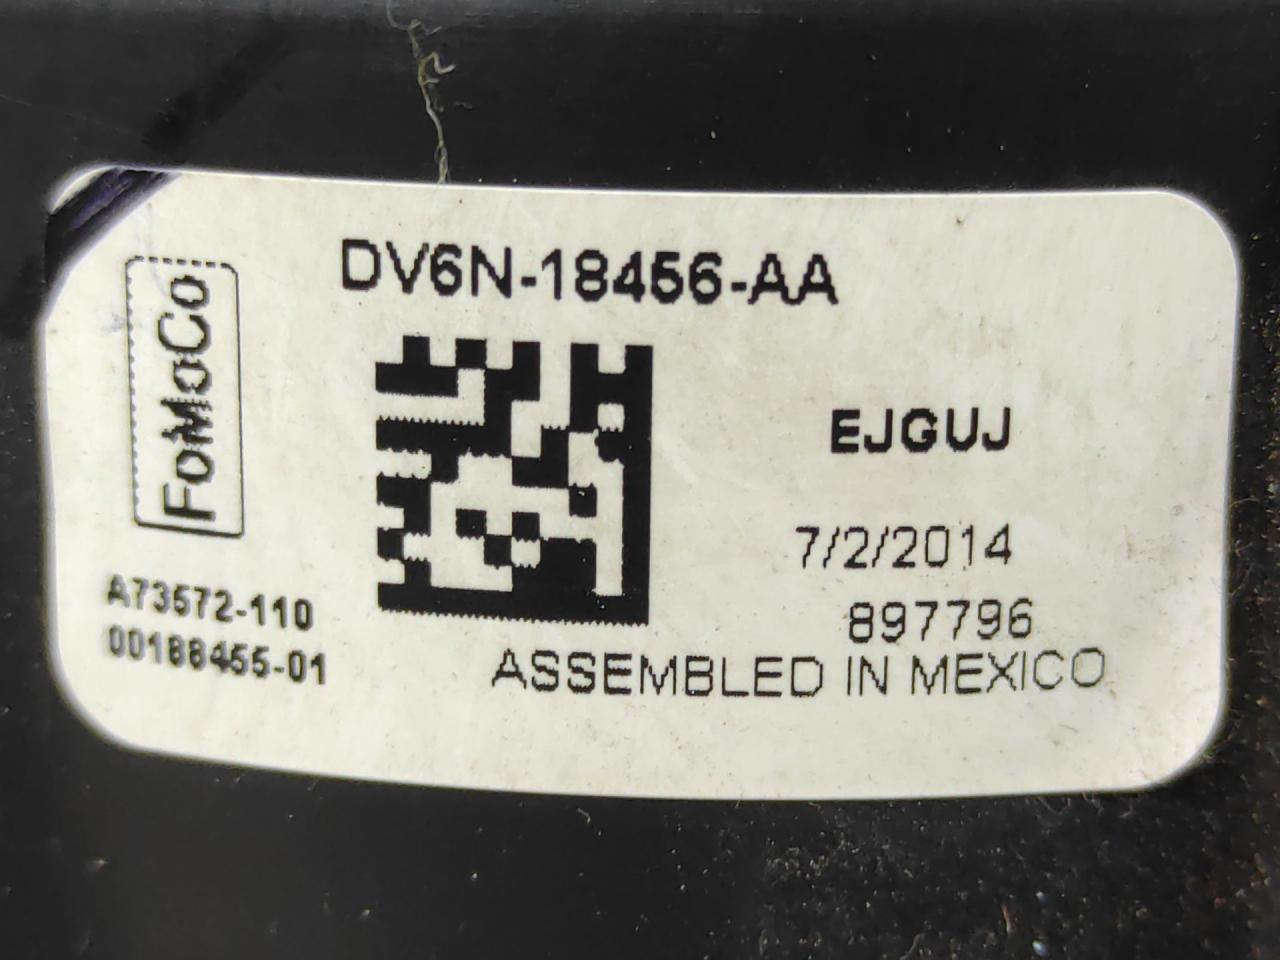 DV6N-18456-AA
FoMoCo
EJGUJ
7/2/2014
A73572-110
897796
00188455-01
ASSEMBLED IN MEXICO